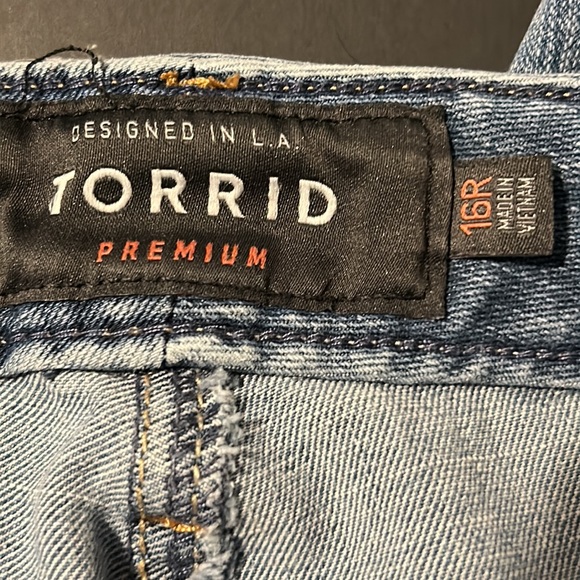 DESIGNED IN L.A.
TORRID
PREMIUM
16R
MADE IN
VIETNAM